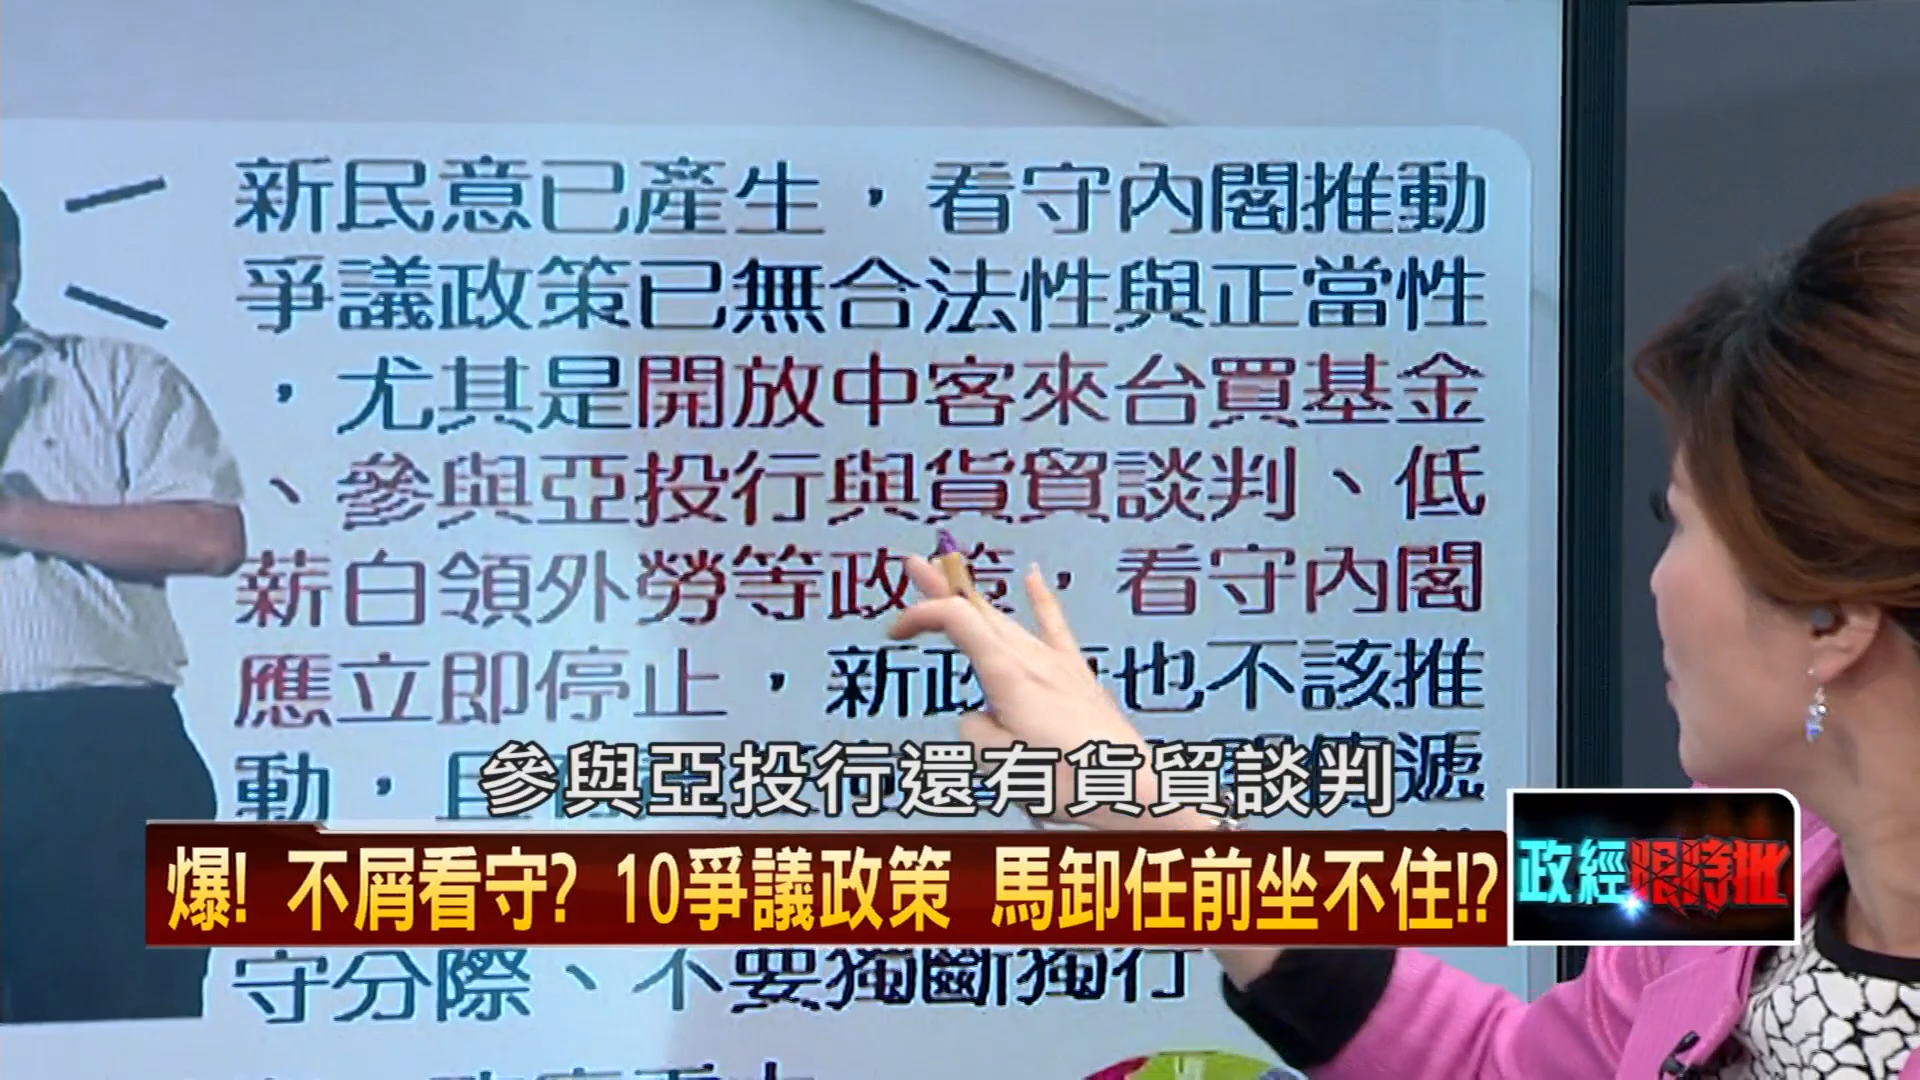 新民意已產生，看守內閣推動
爭議政策已無合法性與正當性
，尤其是開放中客來台買基金
、參與亞投行與貨貿談判、低
薪白領外勞等政策，看守內閣
應立即停止，新政 也不該推
動，
參與亞投行還有貨貿談判
爆! 不屑看守? 10爭議政策 馬卸任前坐不住!?
政經眼裡批
守分際、不要獨斷獨行